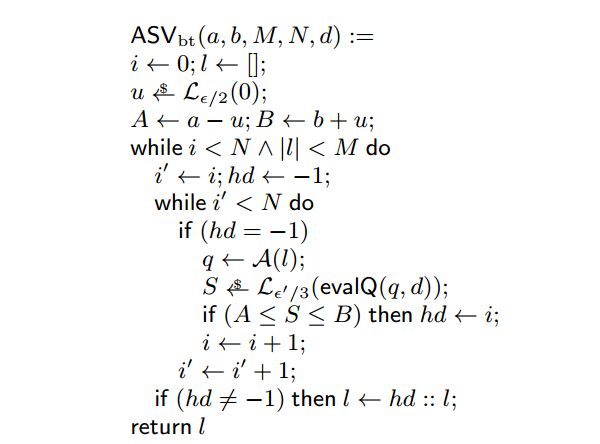 ASV_bt(a, b, M, N, d) :=
i ← 0; l ← [];
u ←$ ℒ_{ϵ/2}(0);
A ← a − u; B ← b + u;
while i < N ∧ |l| < M do
i′ ← i; hd ← −1;
while i′ < N do
if (hd = −1)
q ← 𝒜(l);
S ←$ ℒ_{ϵ′/3}(evalQ(q, d));
if (A ≤ S ≤ B) then hd ← i;
i ← i + 1;
i′ ← i′ + 1;
if (hd ≠ −1) then l ← hd :: l;
return l